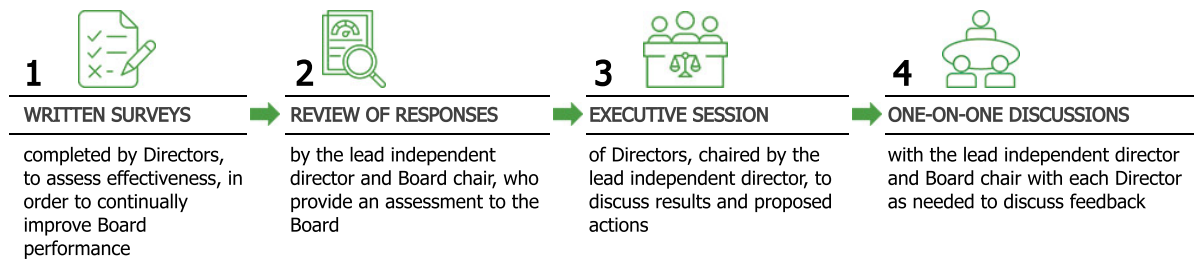 1
WRITTEN SURVEYS
completed by Directors,
to assess effectiveness, in
order to continually
improve Board
performance
2
REVIEW OF RESPONSES
by the lead independent
director and Board chair, who
provide an assessment to the
Board
3
EXECUTIVE SESSION
of Directors, chaired by the
lead independent director, to
discuss results and proposed
actions
4
ONE-ON-ONE DISCUSSIONS
with the lead independent director
and Board chair with each Director
as needed to discuss feedback